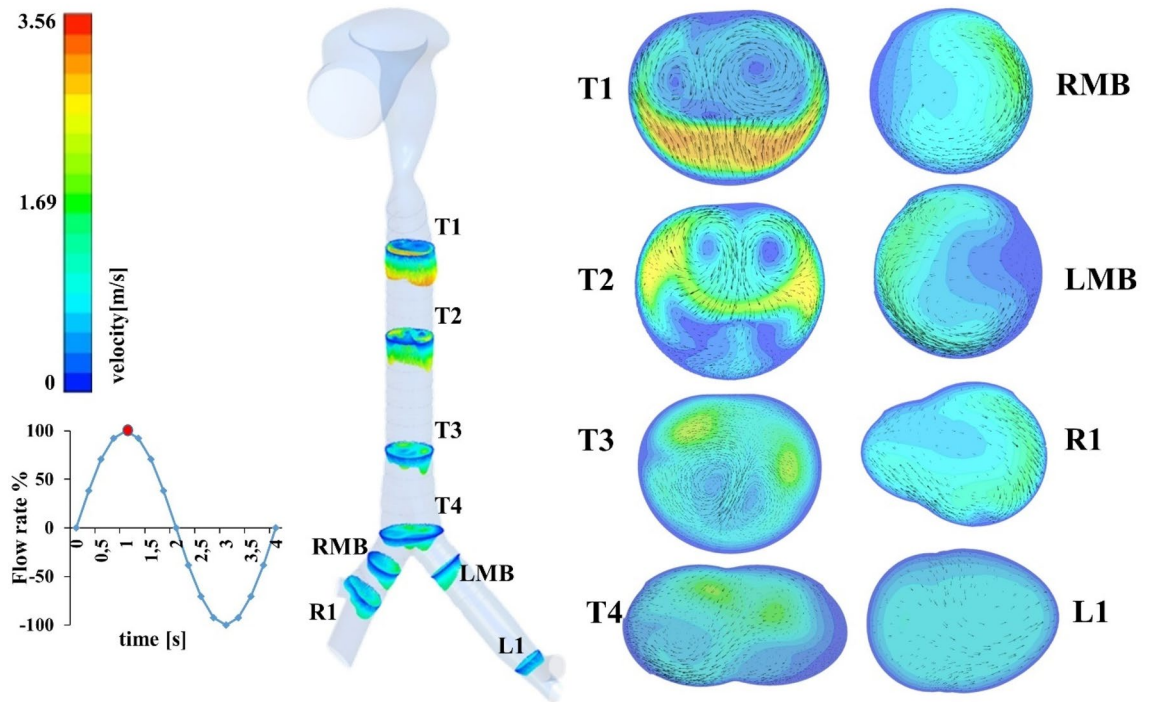 3.56
1.69
0
velocity[m/s]
100
50
0
-50
-100
Flow rate %
0
0,5
1
1,5
2
2,5
3
3,5
4
time [s]
T1
T2
T3
T4
RMB
LMB
R1
L1
T1
RMB
T2
LMB
T3
R1
T4
L1